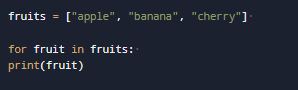 fruits = ["apple", "banana", "cherry"]
for fruit in fruits:
print(fruit)